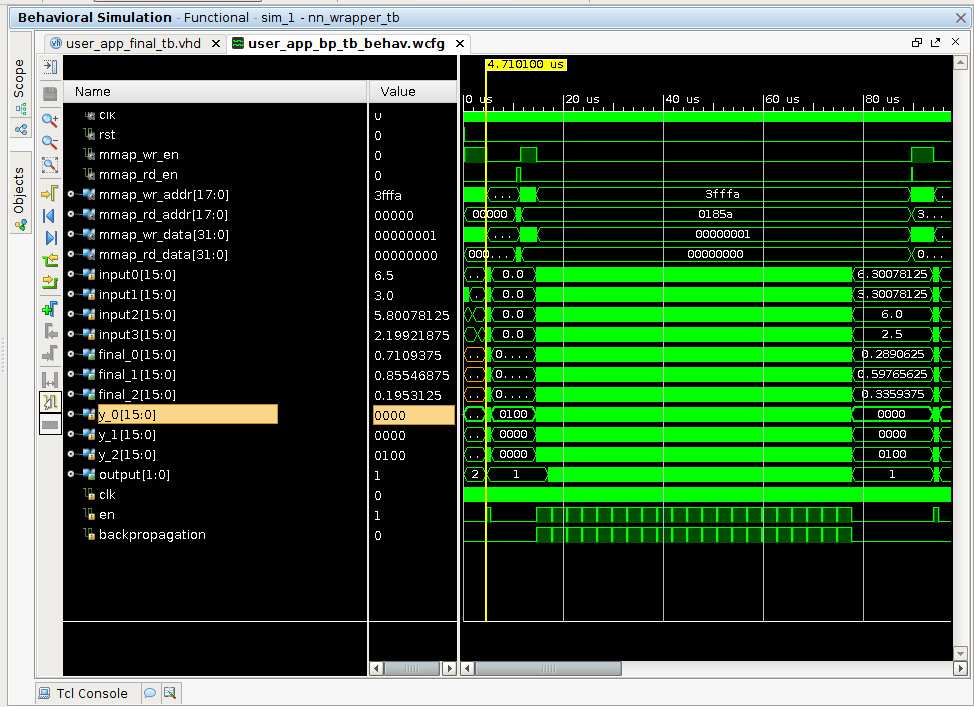 Behavioral Simulation - Functional - sim_1 - nn_wrapper_tb
user_app_final_tb.vhd
user_app_bp_tb_behav.wcfg
Scope
Objects
4.710100 us
Name Value
0 us 20 us 40 us 60 us 80 us
clk 0
rst 0
mmap_wr_en 0
mmap_rd_en 0
mmap_wr_addr[17:0] 3fffa ... 3fffa .
mmap_rd_addr[17:0] 00000 00000 0185a 3...
mmap_wr_data[31:0] 00000001 ... 00000001
mmap_rd_data[31:0] 00000000 000... 00000000 0...
input0[15:0] 6.5 ... 0.0 6.30078125
input1[15:0] 3.0 0.0 3.30078125
input2[15:0] 5.80078125 0.0 6.0
input3[15:0] 2.19921875 0.0 2.5
final_0[15:0] 0.7109375 ... 0.... 0.2890625
final_1[15:0] 0.85546875 ... 0.... 0.59765625
final_2[15:0] 0.1953125 ... 0.... 0.3359375
y_0[15:0] 0000 ... 0100 0000
y_1[15:0] 0000 ... 0000 0000
y_2[15:0] 0100 ... 0000 0100
output[1:0] 1 2 1 1
clk 0
en 1
backpropagation 0
Tcl Console